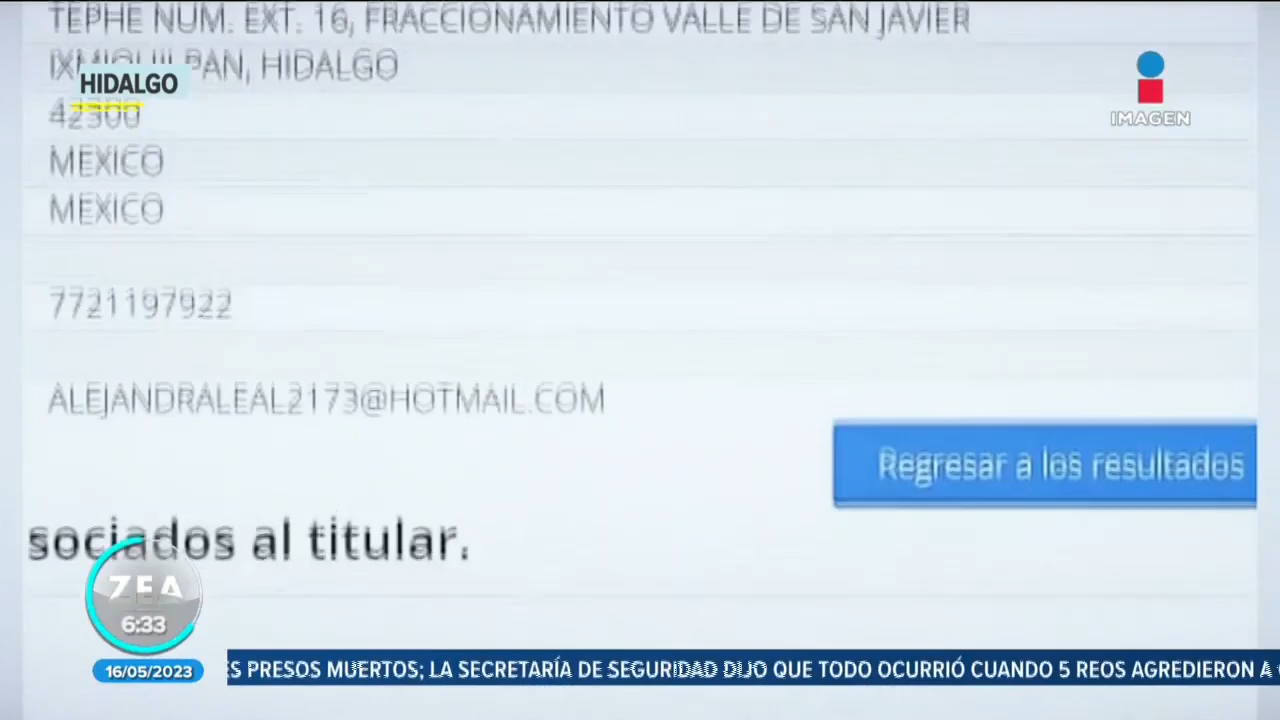 TEPHE NUM. EXT. 16, FRACCIONAMIENTO VALLE DE SAN JAVIER
PAN, HIDALGO
HIDALGO
42300
MEXICO
MEXICO
7721197922
ALEJANDRALEAL2173@HOTMAIL.COM
Regresar a los resultados
sociados al titular.
IMAGEN
ZEA
6:33
16/05/2023
ES PRESOS MUERTOS; LA SECRETARÍA DE SEGURIDAD DIJO QUE TODO OCURRIÓ CUANDO 5 REOS AGREDIERON A